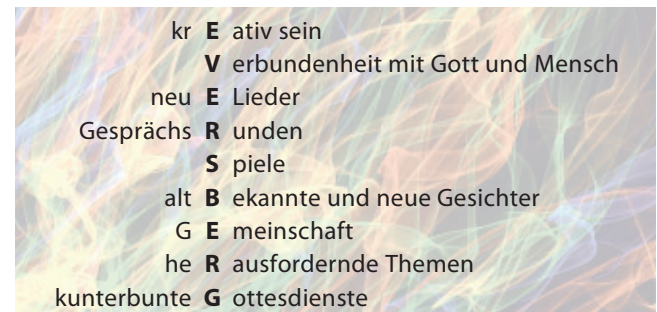 kr E ativ sein
V erbundenheit mit Gott und Mensch
neu E Lieder
Gesprächs R unden
S piele
alt B ekannte und neue Gesichter
G E meinschaft
he R ausfordernde Themen
kunterbunte G ottesdienste